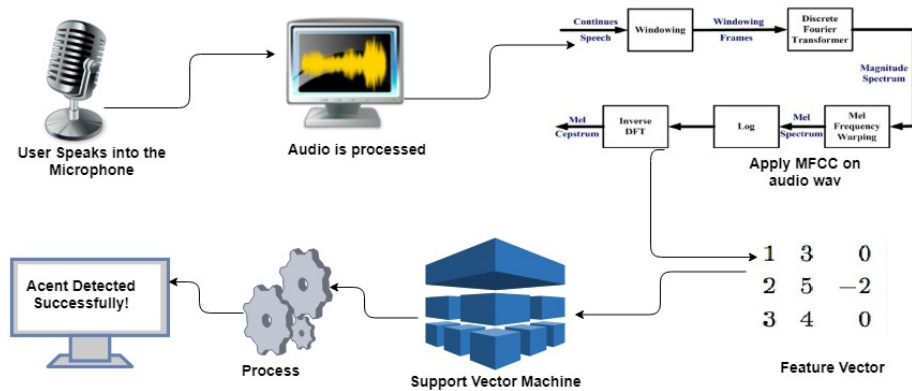 Continues
Speech
Windowing
Windowing
Frames
Discrete
Fourier
Transformer
Magnitude
Spectrum
Mel
Cepstrum
Inverse
DFT
Log
Mel
Spectrum
Mel
Frequency
Warping
User Speaks into the
Microphone
Audio is processed
Apply MFCC on
audio wav
Acent Detected
Successfully!
Process
Support Vector Machine
1 3 0
2 5 −2
3 4 0
Feature Vector